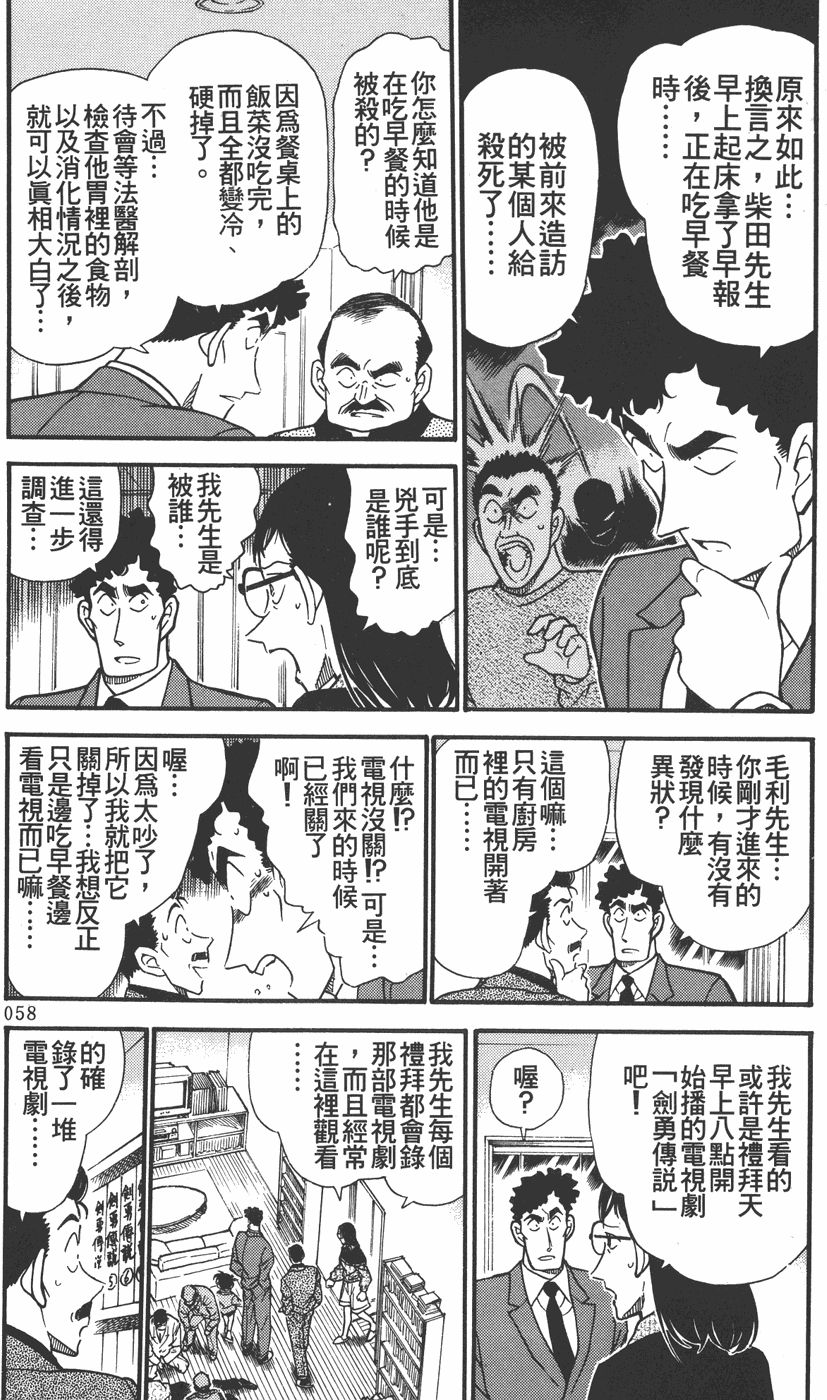 原來如此…
換言之，柴田先生
早上起床拿了早報
後，正在吃早餐
時……
被前來造訪
的某個人給
殺死了……
你怎麼知道他是
在吃早餐的時候
被殺的？
因爲餐桌上的
飯菜沒吃完，
而且全都變冷、
硬掉了。
不過…
待會等法醫解剖，
檢查他胃裡的食物
以及消化情況之後，
就可以眞相大白了…
可是…
兇手到底
是誰呢？
我先生是
被誰…
這還得
進一步
調查…
毛利先生…
你剛才進來的
時候，有沒有
發現什麼
異狀？
這個嘛…
只有廚房
裡的電視開著
而已……
什麼!?
電視沒關!?可是…
我們來的時候
已經關了
啊！
喔…
因爲太吵了，
所以我就把它
關掉了…我想反正
只是邊吃早餐邊
看電視而已嘛……
058
我先生看的
或許是禮拜天
早上八點開
始播的電視劇
「劍勇傳說」
吧！
喔？
我先生每個
禮拜都會錄
那部電視劇
，而且經常
在這裡觀看
……
的確
錄了一堆
電視劇……
劍勇傳說⑥
劍勇傳說⑤